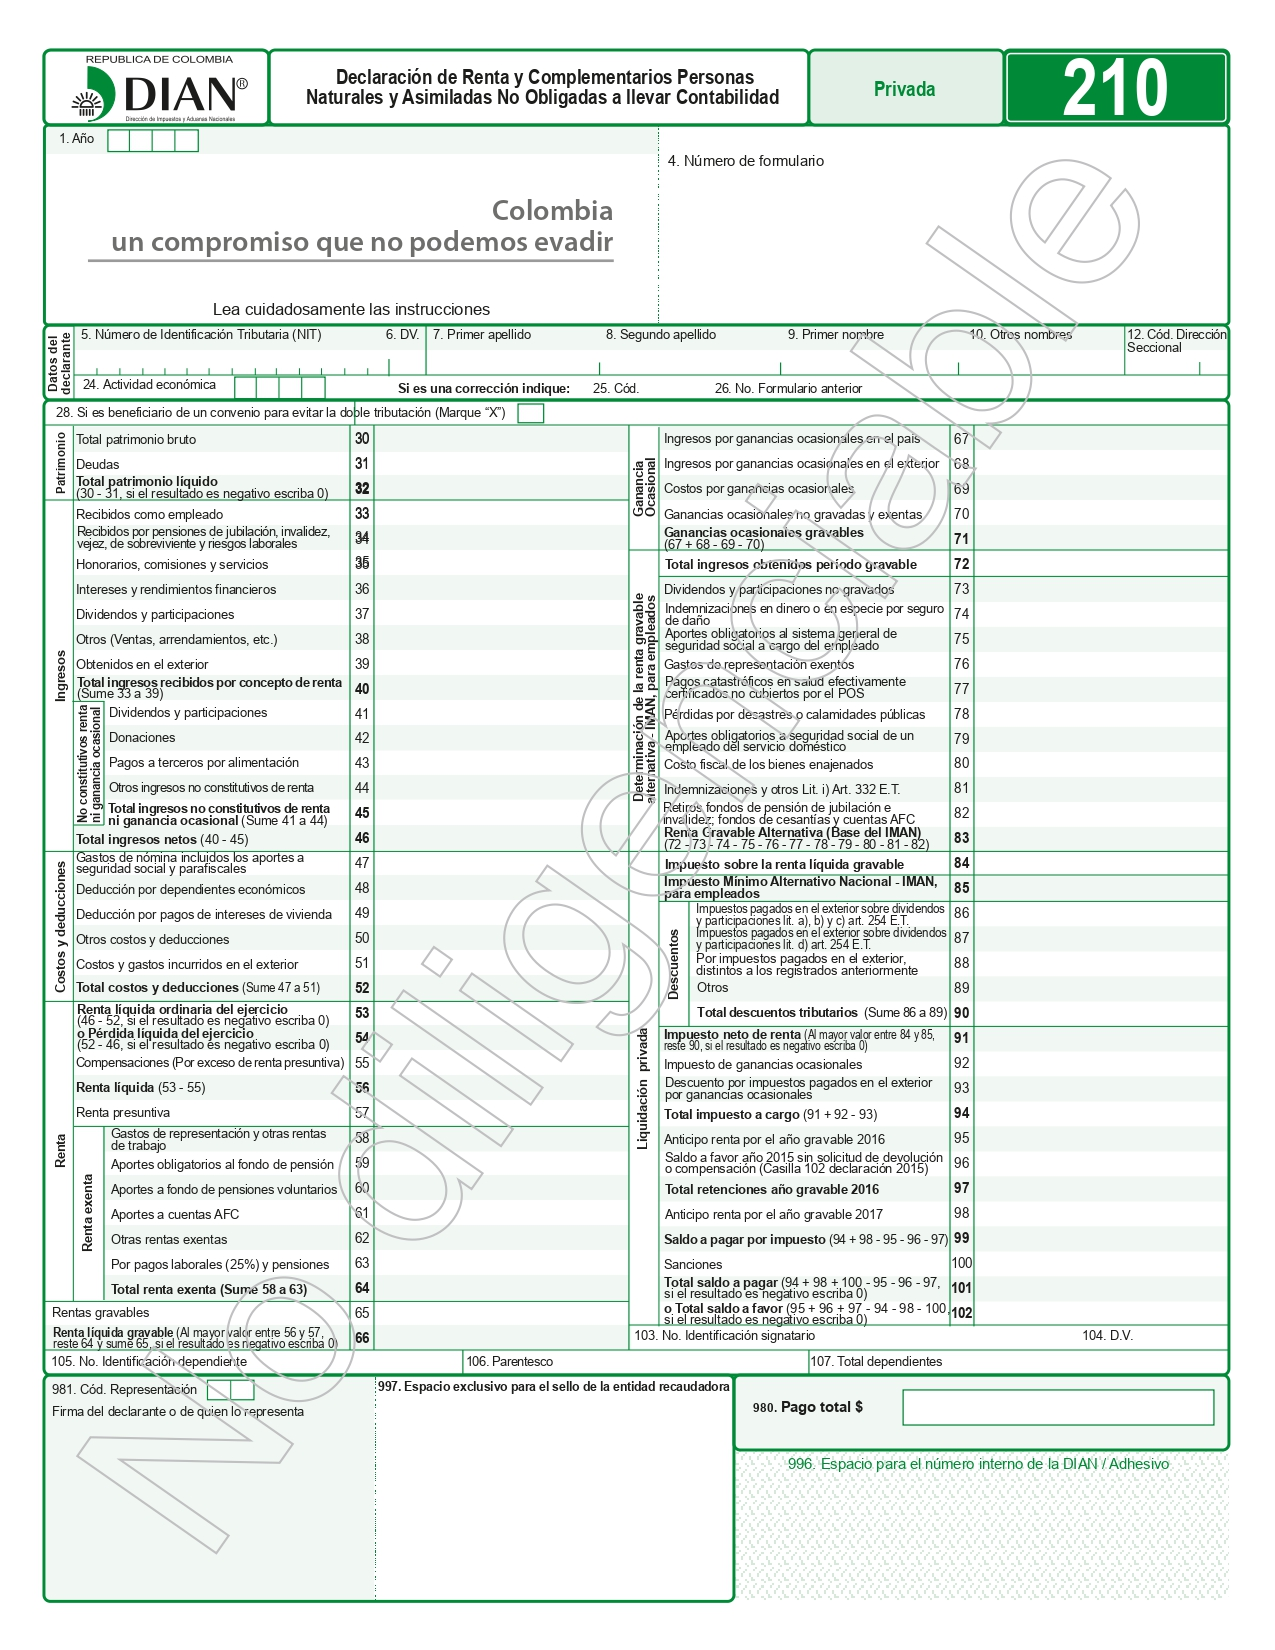 REPUBLICA DE COLOMBIA
DIAN®
Dirección de Impuestos y Aduanas Nacionales
Declaración de Renta y Complementarios Personas
Naturales y Asimiladas No Obligadas a llevar Contabilidad
Privada
210
1. Año
4. Número de formulario
Colombia
un compromiso que no podemos evadir
Lea cuidadosamente las instrucciones
Datos del
declarante
5. Número de Identificación Tributaria (NIT)
6. DV.
7. Primer apellido
8. Segundo apellido
9. Primer nombre
10. Otros nombres
12. Cód. Dirección
Seccional
24. Actividad económica
Si es una corrección indique:
25. Cód.
26. No. Formulario anterior
28. Si es beneficiario de un convenio para evitar la doble tributación (Marque “X”)
Patrimonio
Total patrimonio bruto 30
Deudas 31
Total patrimonio líquido
(30 - 31, si el resultado es negativo escriba 0) 32
Ingresos
Recibidos como empleado 33
Recibidos por pensiones de jubilación, invalidez,
vejez, de sobreviviente y riesgos laborales 34
Honorarios, comisiones y servicios 35
Intereses y rendimientos financieros 36
Dividendos y participaciones 37
Otros (Ventas, arrendamientos, etc.) 38
Obtenidos en el exterior 39
Total ingresos recibidos por concepto de renta
(Sume 33 a 39) 40
No constitutivos renta
ni ganancia ocasional
Dividendos y participaciones 41
Donaciones 42
Pagos a terceros por alimentación 43
Otros ingresos no constitutivos de renta 44
Total ingresos no constitutivos de renta
ni ganancia ocasional (Sume 41 a 44) 45
Total ingresos netos (40 - 45) 46
Costos y deducciones
Gastos de nómina incluidos los aportes a
seguridad social y parafiscales 47
Deducción por dependientes económicos 48
Deducción por pagos de intereses de vivienda 49
Otros costos y deducciones 50
Costos y gastos incurridos en el exterior 51
Total costos y deducciones (Sume 47 a 51) 52
Renta
Renta líquida ordinaria del ejercicio
(46 - 52, si el resultado es negativo escriba 0) 53
o Pérdida líquida del ejercicio
(52 - 46, si el resultado es negativo escriba 0) 54
Compensaciones (Por exceso de renta presuntiva) 55
Renta líquida (53 - 55) 56
Renta presuntiva 57
Renta exenta
Gastos de representación y otras rentas
de trabajo 58
Aportes obligatorios al fondo de pensión 59
Aportes a fondo de pensiones voluntarios 60
Aportes a cuentas AFC 61
Otras rentas exentas 62
Por pagos laborales (25%) y pensiones 63
Total renta exenta (Sume 58 a 63) 64
Rentas gravables 65
Renta líquida gravable (Al mayor valor entre 56 y 57,
reste 64 y sume 65, si el resultado es negativo escriba 0) 66
Ganancia
Ocasional
Ingresos por ganancias ocasionales en el país 67
Ingresos por ganancias ocasionales en el exterior 68
Costos por ganancias ocasionales 69
Ganancias ocasionales no gravadas y exentas 70
Ganancias ocasionales gravables
(67 + 68 - 69 - 70) 71
Determinación de la renta gravable
alternativa - IMAN, para empleados
Total ingresos obtenidos período gravable 72
Dividendos y participaciones no gravados 73
Indemnizaciones en dinero o en especie por seguro
de daño 74
Aportes obligatorios al sistema general de
seguridad social a cargo del empleado 75
Gastos de representación exentos 76
Pagos catastróficos en salud efectivamente
certificados no cubiertos por el POS 77
Pérdidas por desastres o calamidades públicas 78
Aportes obligatorios a seguridad social de un
empleado del servicio doméstico 79
Costo fiscal de los bienes enajenados 80
Indemnizaciones y otros Lit. i) Art. 332 E.T. 81
Retiros fondos de pensión de jubilación e
invalidez; fondos de cesantías y cuentas AFC 82
Renta Gravable Alternativa (Base del IMAN)
(72 - 73 - 74 - 75 - 76 - 77 - 78 - 79 - 80 - 81 - 82) 83
Liquidación privada
Impuesto sobre la renta líquida gravable 84
Impuesto Mínimo Alternativo Nacional - IMAN,
para empleados 85
Descuentos
Impuestos pagados en el exterior sobre dividendos
y participaciones lit. a), b) y c) art. 254 E.T. 86
Impuestos pagados en el exterior sobre dividendos
y participaciones lit. d) art. 254 E.T. 87
Por impuestos pagados en el exterior,
distintos a los registrados anteriormente 88
Otros 89
Total descuentos tributarios (Sume 86 a 89) 90
Impuesto neto de renta (Al mayor valor entre 84 y 85,
reste 90, si el resultado es negativo escriba 0) 91
Impuesto de ganancias ocasionales 92
Descuento por impuestos pagados en el exterior
por ganancias ocasionales 93
Total impuesto a cargo (91 + 92 - 93) 94
Anticipo renta por el año gravable 2016 95
Saldo a favor año 2015 sin solicitud de devolución
o compensación (Casilla 102 declaración 2015) 96
Total retenciones año gravable 2016 97
Anticipo renta por el año gravable 2017 98
Saldo a pagar por impuesto (94 + 98 - 95 - 96 - 97) 99
Sanciones 100
Total saldo a pagar (94 + 98 + 100 - 95 - 96 - 97,
si el resultado es negativo escriba 0) 101
o Total saldo a favor (95 + 96 + 97 - 94 - 98 - 100,
si el resultado es negativo escriba 0) 102
103. No. Identificación signatario
104. D.V.
105. No. Identificación dependiente
106. Parentesco
107. Total dependientes
981. Cód. Representación
Firma del declarante o de quien lo representa
997. Espacio exclusivo para el sello de la entidad recaudadora
980. Pago total $
996. Espacio para el número interno de la DIAN / Adhesivo
No diligenciable